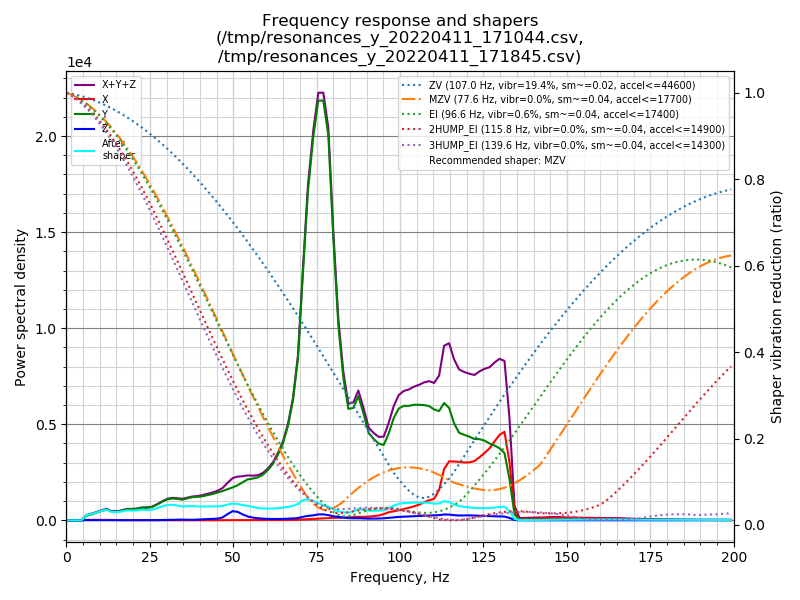 Frequency response and shapers
(/tmp/resonances_y_20220411_171044.csv,
/tmp/resonances_y_20220411_171845.csv)
1e4
X+Y+Z
X
Y
Z
After
shaper
ZV (107.0 Hz, vibr=19.4%, sm~=0.02, accel<=44600)
MZV (77.6 Hz, vibr=0.0%, sm~=0.04, accel<=17700)
EI (96.6 Hz, vibr=0.6%, sm~=0.04, accel<=17400)
2HUMP_EI (115.8 Hz, vibr=0.0%, sm~=0.04, accel<=14900)
3HUMP_EI (139.6 Hz, vibr=0.0%, sm~=0.04, accel<=14300)
Recommended shaper: MZV
Power spectral density
2.0
1.5
1.0
0.5
0.0
1.0
0.8
0.6
0.4
0.2
0.0
Shaper vibration reduction (ratio)
0 25 50 75 100 125 150 175 200
Frequency, Hz